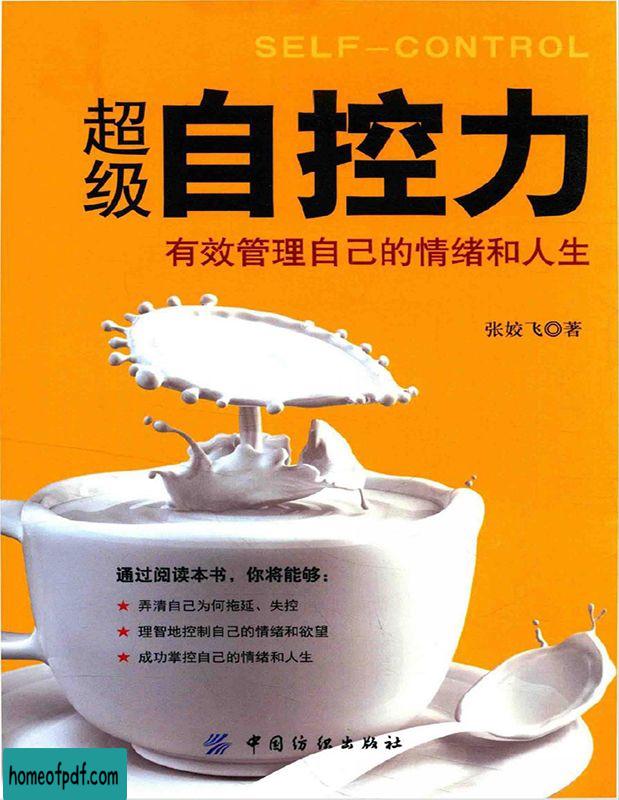 SELF-CONTROL
超级自控力
有效管理自己的情绪和人生
张姣飞◎著
通过阅读本书，你将能够：
★ 弄清自己为何拖延、失控
★ 理智地控制自己的情绪和欲望
★ 成功掌控自己的情绪和人生
中国纺织出版社
homeofpdf.com